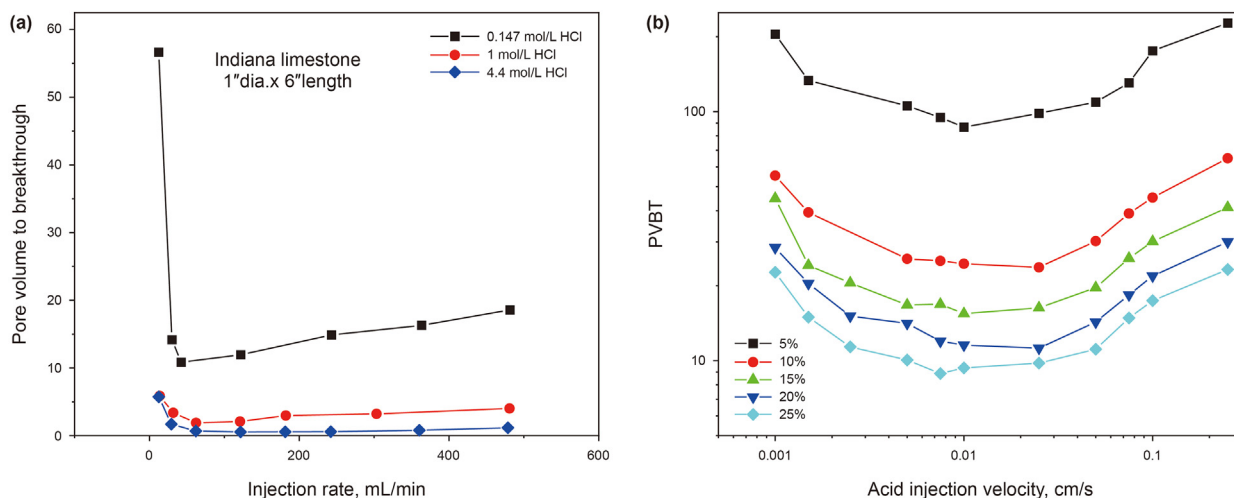 (a)
60
50
40
30
20
10
0
Pore volume to breakthrough
Indiana limestone
1″dia.x 6″length
0.147 mol/L HCl
1 mol/L HCl
4.4 mol/L HCl
0
200
400
600
Injection rate, mL/min
(b)
100
10
PVBT
5%
10%
15%
20%
25%
0.001
0.01
0.1
Acid injection velocity, cm/s